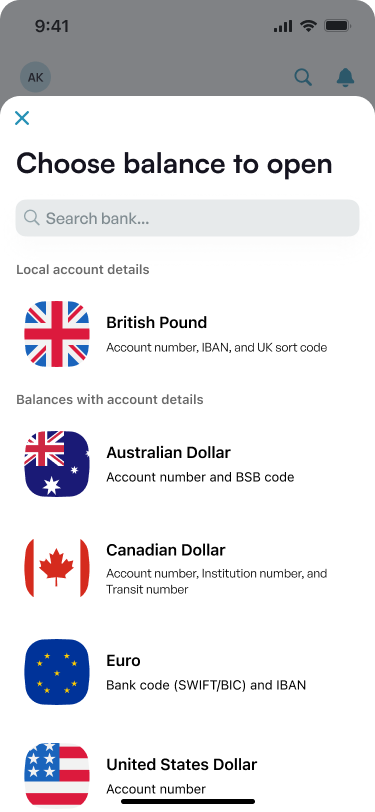 9:41
AK
Choose balance to open
Search bank...
Local account details
British Pound
Account number, IBAN, and UK sort code
Balances with account details
Australian Dollar
Account number and BSB code
Canadian Dollar
Account number, Institution number, and
Transit number
Euro
Bank code (SWIFT/BIC) and IBAN
United States Dollar
Account number